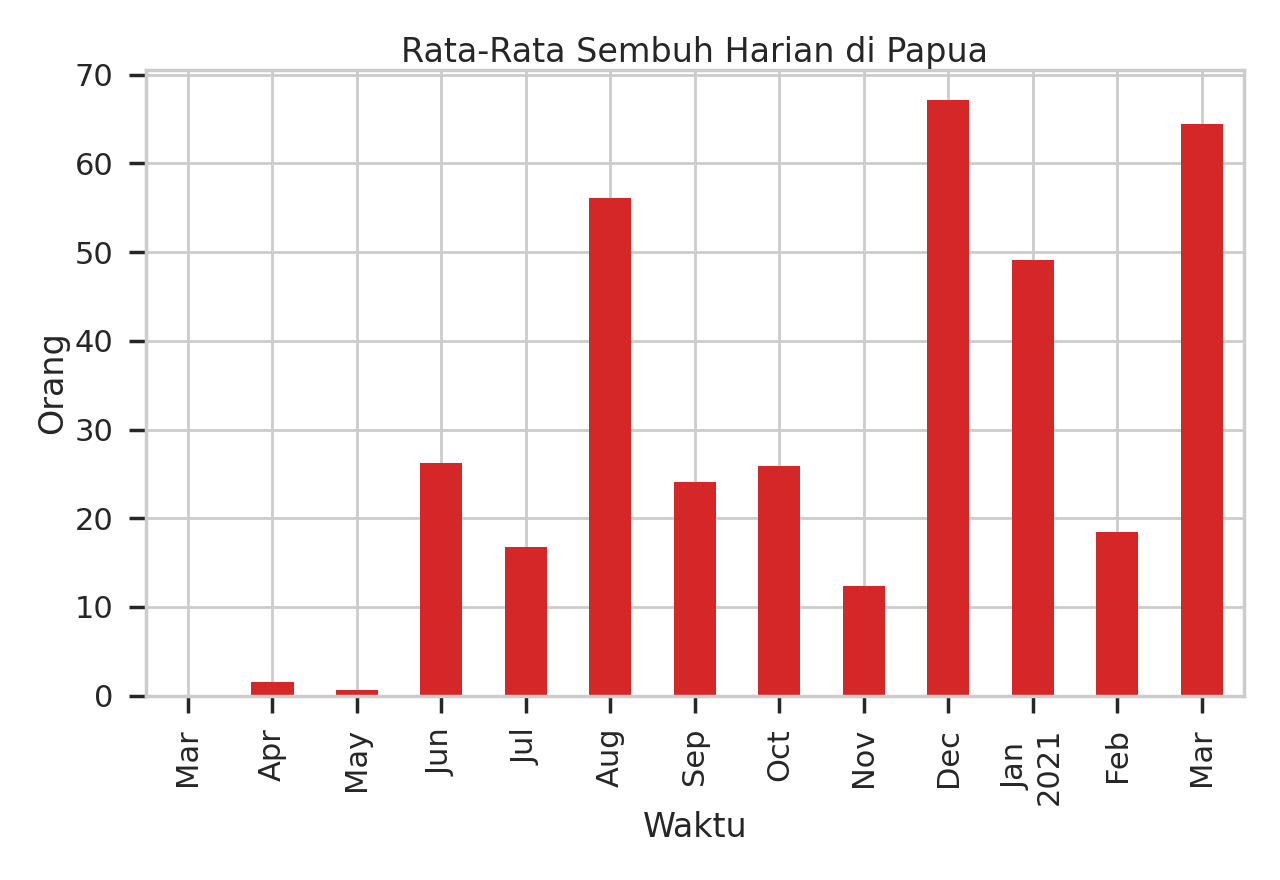 Rata-Rata Sembuh Harian di Papua
70
60
50
40
30
20
10
0
Orang
Mar
Apr
May
Jun
Jul
Aug
Sep
Oct
Nov
Dec
Jan
2021
Feb
Mar
Waktu